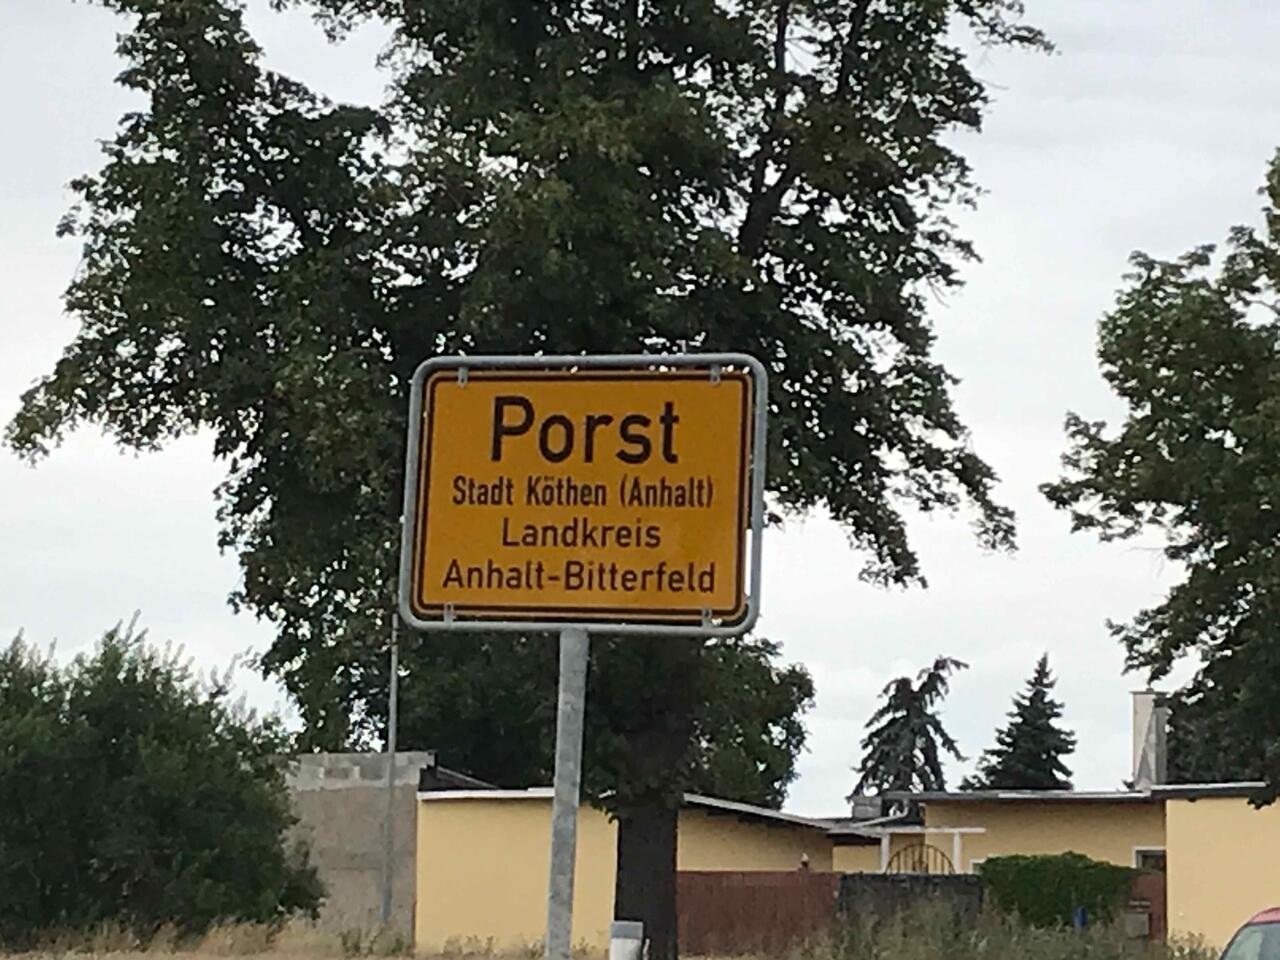 Porst
Stadt Köthen (Anhalt)
Landkreis
Anhalt-Bitterfeld